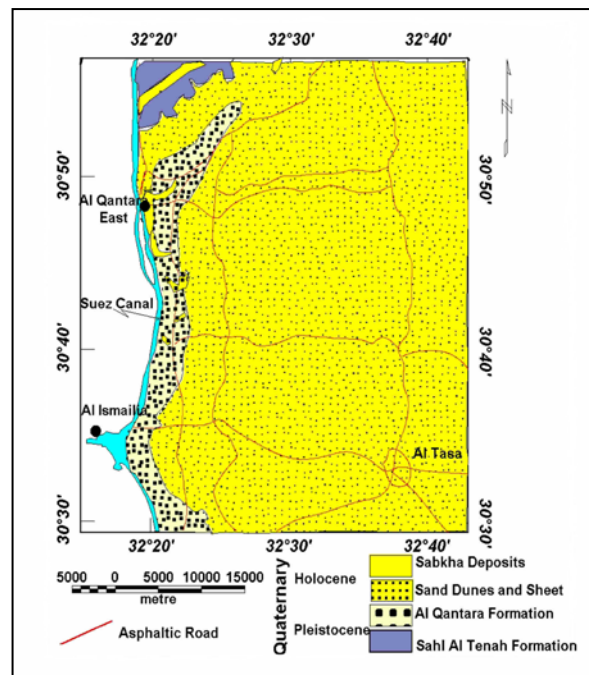 32°20' 32°30' 32°40'
N
30°50' 30°50'
Al Qantara
East
Suez Canal
30°40' 30°40'
Al Ismailia
Al Tasa
30°30' 30°30'
32°20' 32°30' 32°40'
5000 0 5000 10000 15000
metre
Asphaltic Road
Quaternary
Holocene
Pleistocene
Sabkha Deposits
Sand Dunes and Sheet
Al Qantara Formation
Sahl Al Tenah Formation